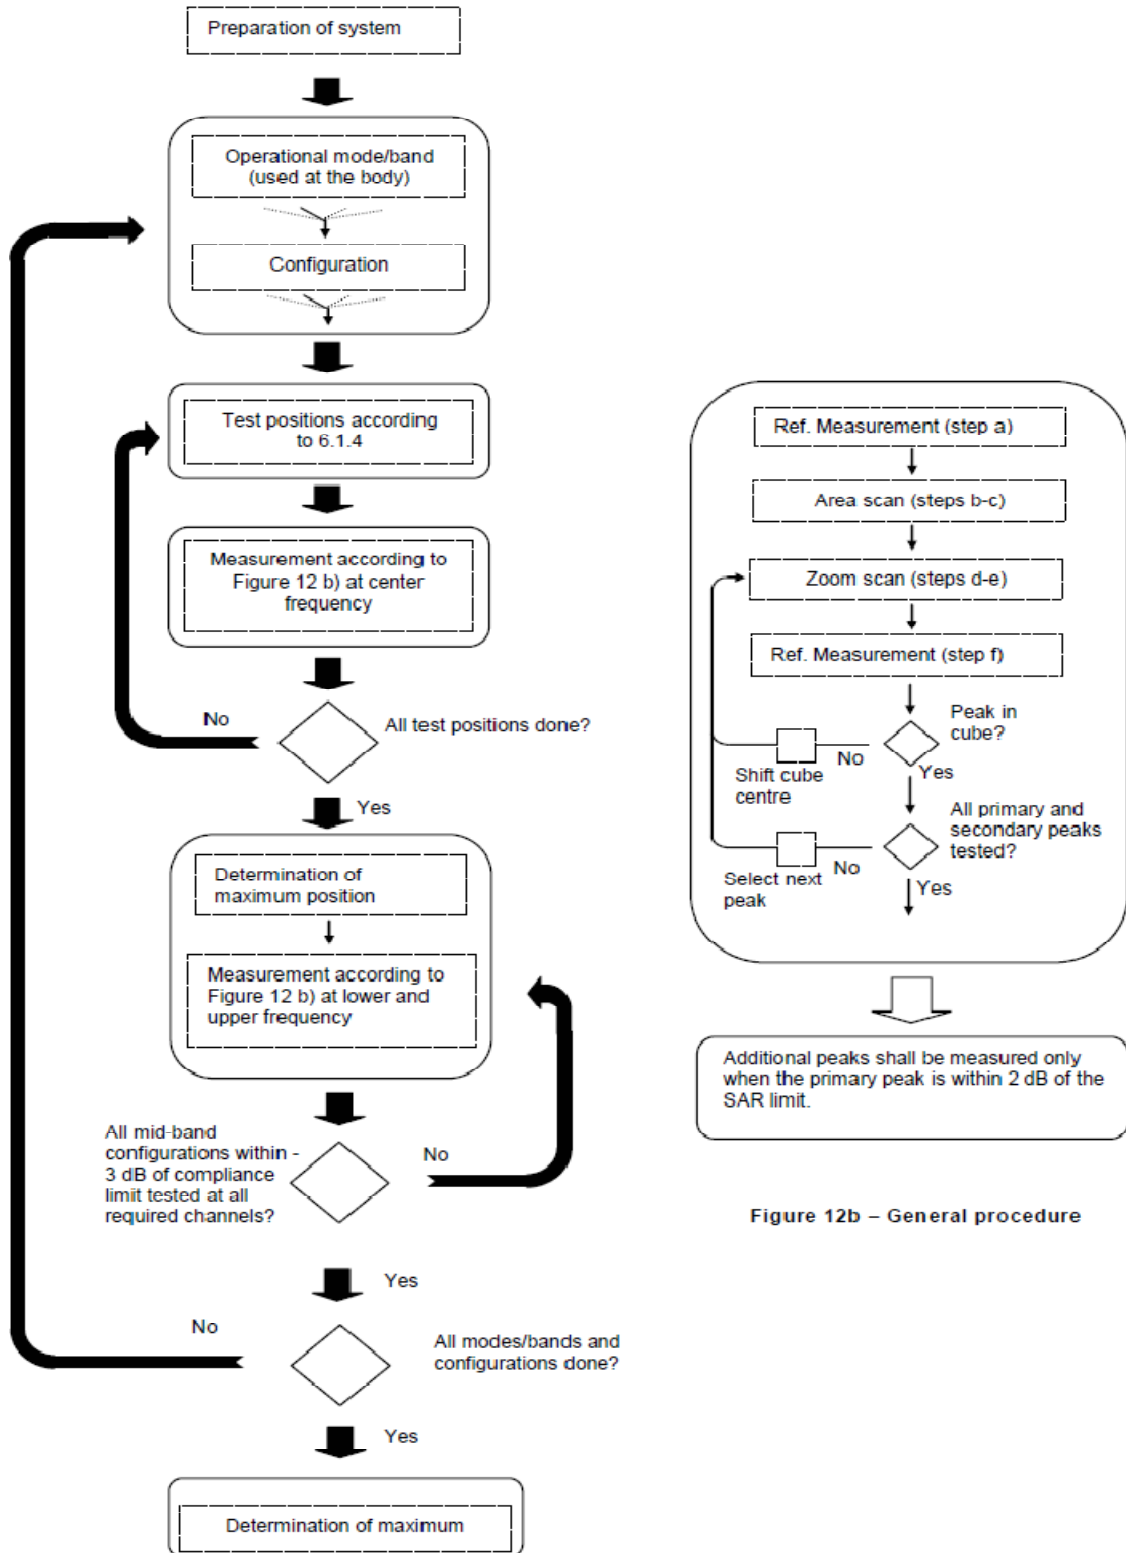 Preparation of system
Operational mode/band
(used at the body)
Configuration
Test positions according
to 6.1.4
Measurement according to
Figure 12 b) at center
frequency
No
All test positions done?
Yes
Determination of
maximum position
Measurement according to
Figure 12 b) at lower and
upper frequency
All mid-band
configurations within -
3 dB of compliance
limit tested at all
required channels?
No
Yes
No
All modes/bands and
configurations done?
Yes
Determination of maximum
Ref. Measurement (step a)
Area scan (steps b-c)
Zoom scan (steps d-e)
Ref. Measurement (step f)
Peak in
cube?
No
Shift cube
centre
Yes
All primary and
secondary peaks
tested?
No
Select next
peak
Yes
Additional peaks shall be measured only
when the primary peak is within 2 dB of the
SAR limit.
Figure 12b – General procedure